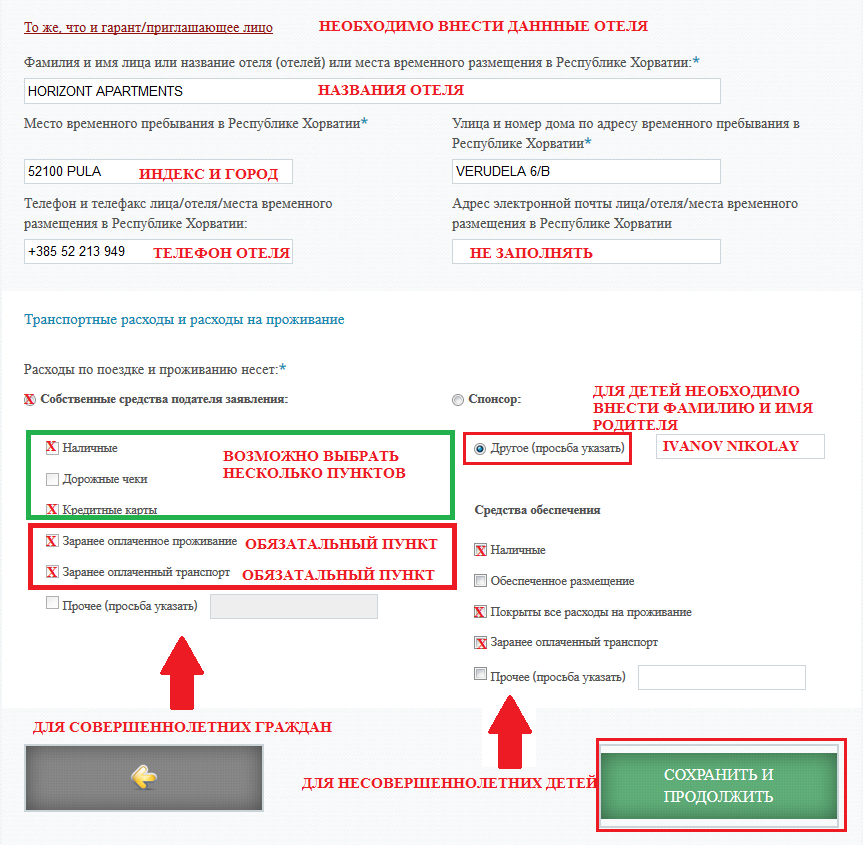 То же, что и гарант/приглашающее лицо
НЕОБХОДИМО ВНЕСТИ ДАНННЫЕ ОТЕЛЯ
Фамилия и имя лица или название отеля (отелей) или места временного размещения в Республике Хорватии:*
HORIZONT APARTMENTS
НАЗВАНИЯ ОТЕЛЯ
Место временного пребывания в Республике Хорватии*
Улица и номер дома по адресу временного пребывания в
Республике Хорватии*
52100 PULA
ИНДЕКС И ГОРОД
VERUDELA 6/B
Телефон и телефакс лица/отеля/места временного
размещения в Республике Хорватии:
Адрес электронной почты лица/отеля/места временного
размещения в Республике Хорватии
+385 52 213 949
ТЕЛЕФОН ОТЕЛЯ
НЕ ЗАПОЛНЯТЬ
Транспортные расходы и расходы на проживание
Расходы по поездке и проживанию несет:*
X Собственные средства подателя заявления:
Спонсор:
ДЛЯ ДЕТЕЙ НЕОБХОДИМО
ВНЕСТИ ФАМИЛИЮ И ИМЯ
РОДИТЕЛЯ
X Наличные
ВОЗМОЖНО ВЫБРАТЬ
НЕСКОЛЬКО ПУНКТОВ
Дорожные чеки
X Кредитные карты
Другое (просьба указать)
IVANOV NIKOLAY
X Заранее оплаченное проживание
ОБЯЗАТАЛЬНЫЙ ПУНКТ
X Заранее оплаченный транспорт
ОБЯЗАТАЛЬНЫЙ ПУНКТ
Прочее (просьба указать)
Средства обеспечения
X Наличные
Обеспеченное размещение
X Покрыты все расходы на проживание
X Заранее оплаченный транспорт
Прочее (просьба указать)
ДЛЯ СОВЕРШЕННОЛЕТНИХ ГРАЖДАН
ДЛЯ НЕСОВЕРШЕННОЛЕТНИХ ДЕТЕЙ
СОХРАНИТЬ И
ПРОДОЛЖИТЬ